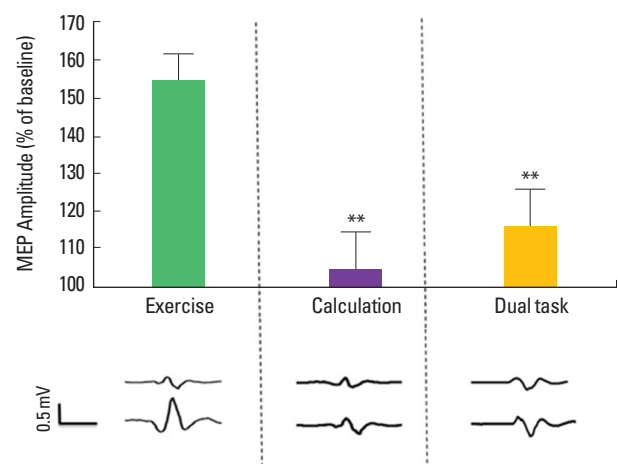 MEP Amplitude (% of baseline)
170
160
150
140
130
120
110
100
**
**
Exercise
Calculation
Dual task
0.5 mV